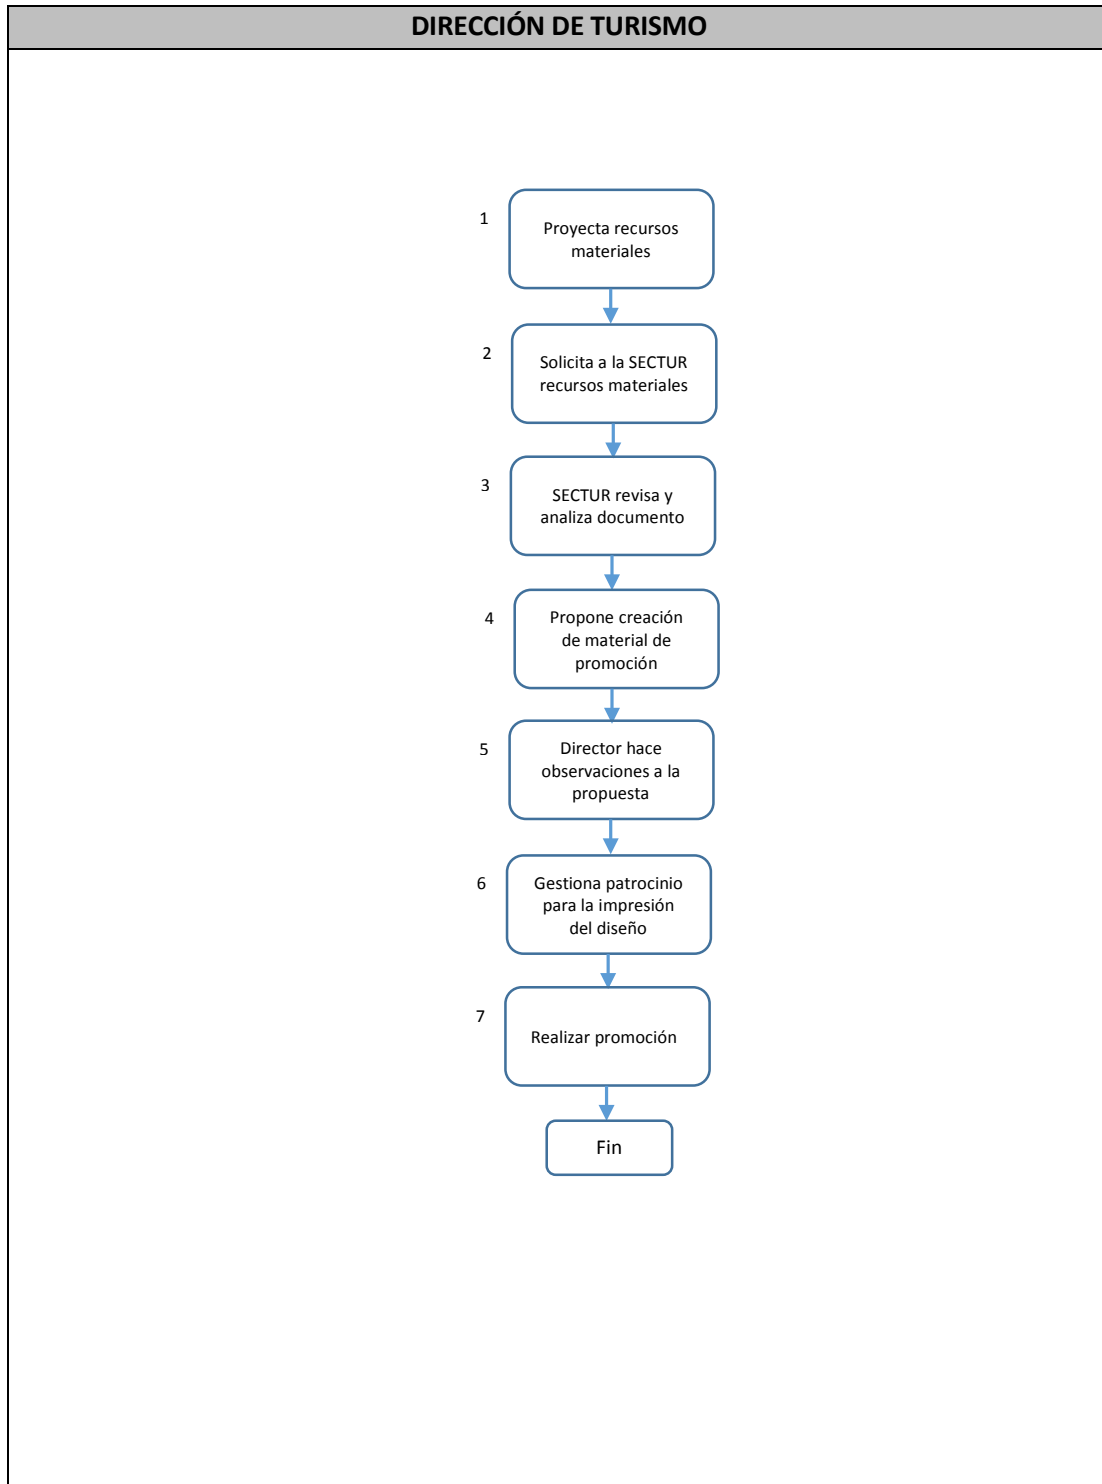 DIRECCIÓN DE TURISMO
1
Proyecta recursos
materiales
2
Solicita a la SECTUR
recursos materiales
3
SECTUR revisa y
analiza documento
4
Propone creación
de material de
promoción
5
Director hace
observaciones a la
propuesta
6
Gestiona patrocinio
para la impresión
del diseño
7
Realizar promoción
Fin